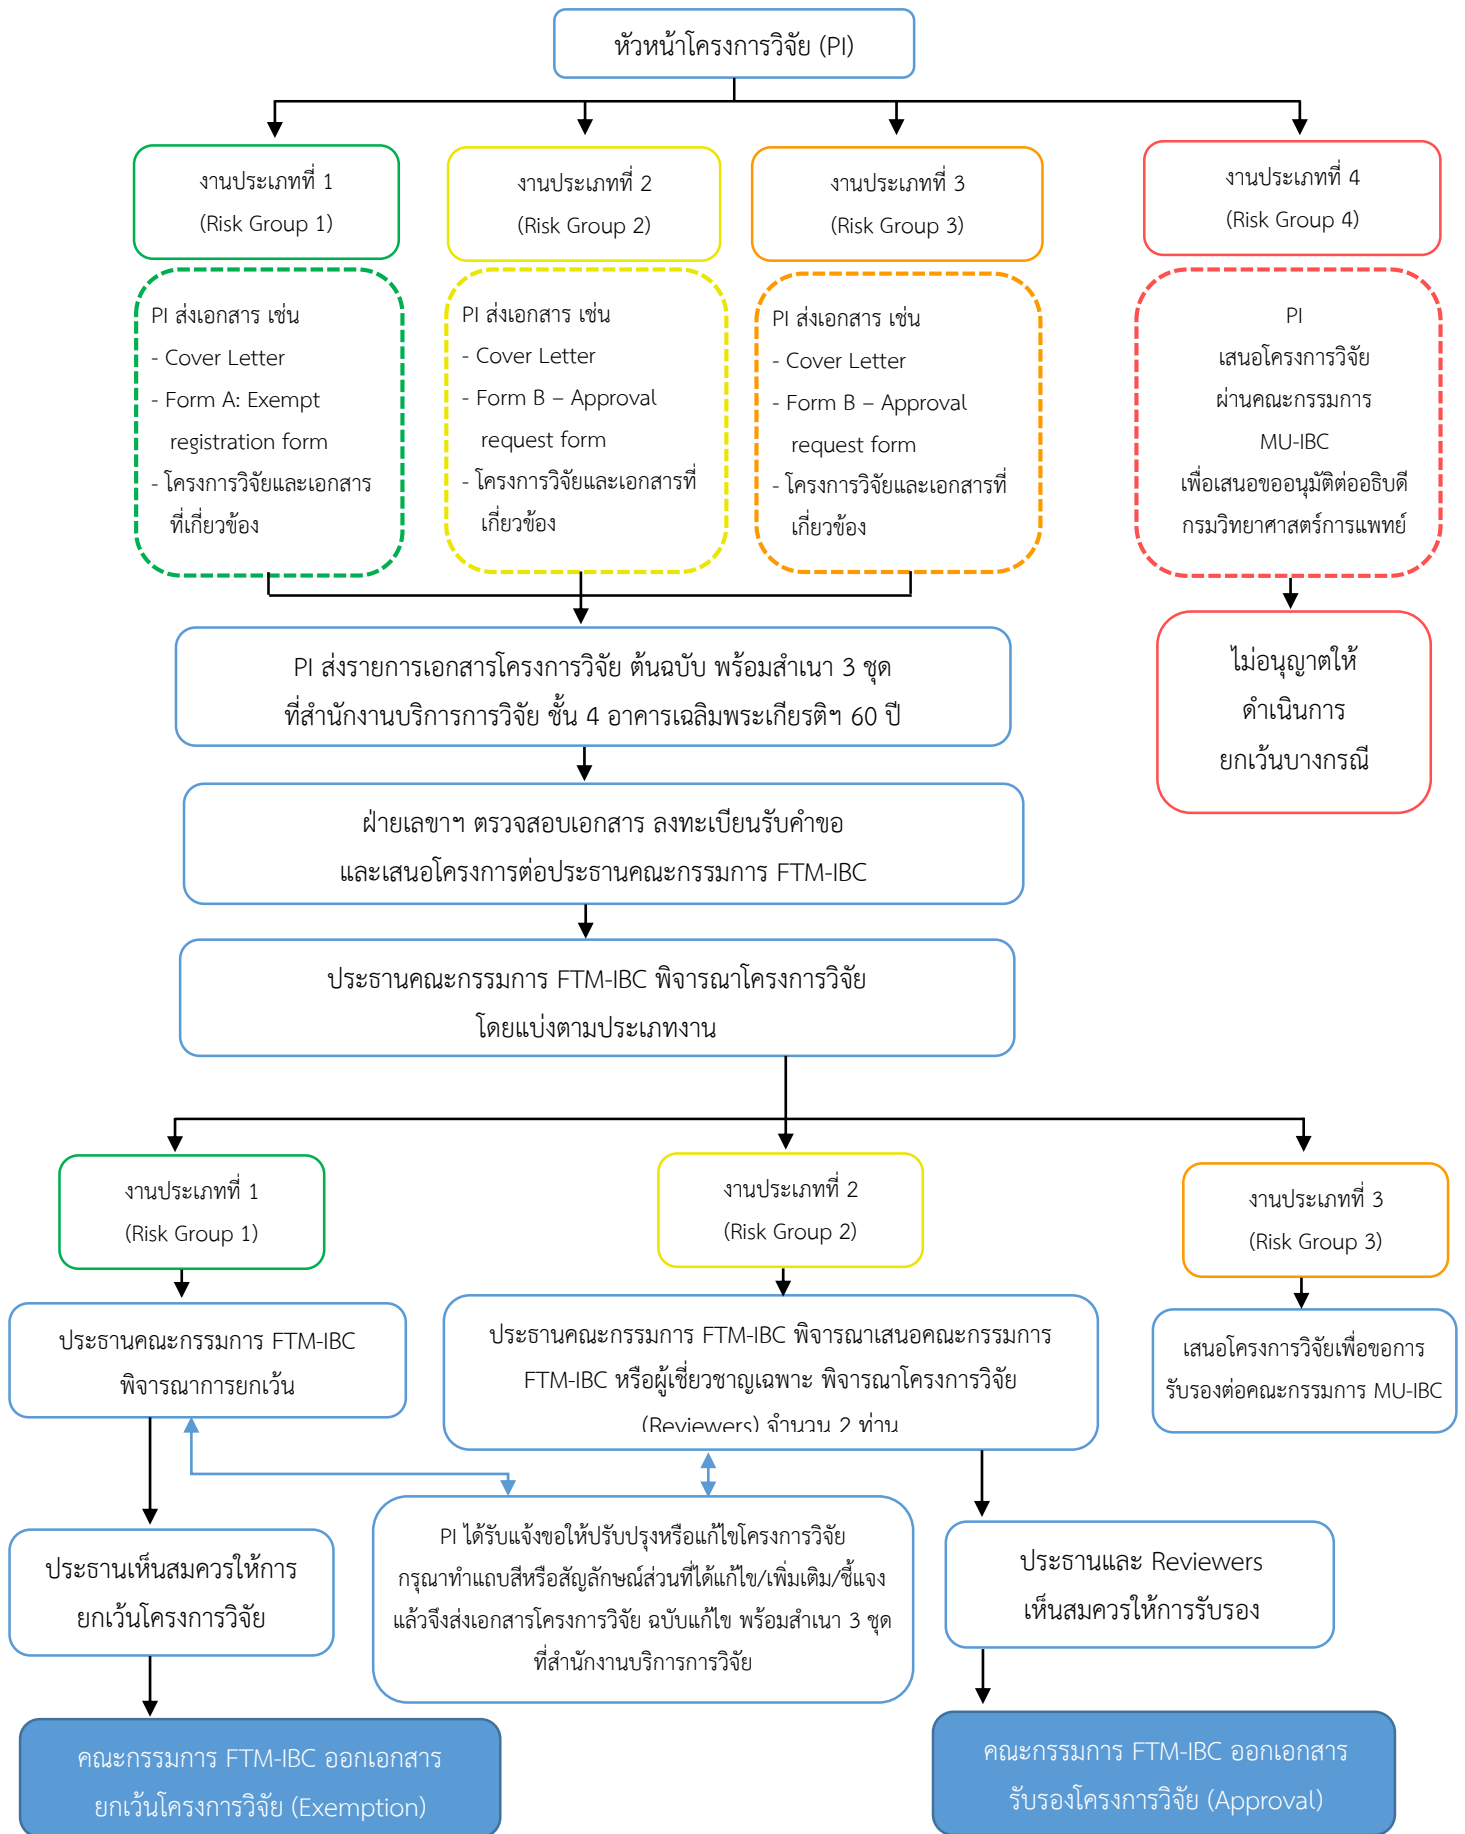 หัวหน้าโครงการวิจัย (PI)
งานประเภทที่ 1
(Risk Group 1)
งานประเภทที่ 2
(Risk Group 2)
งานประเภทที่ 3
(Risk Group 3)
งานประเภทที่ 4
(Risk Group 4)
PI ส่งเอกสาร เช่น
- Cover Letter
- Form A: Exempt
registration form
- โครงการวิจัยและเอกสาร
ที่เกี่ยวข้อง
PI ส่งเอกสาร เช่น
- Cover Letter
- Form B – Approval
request form
- โครงการวิจัยและเอกสารที่
เกี่ยวข้อง
PI ส่งเอกสาร เช่น
- Cover Letter
- Form B – Approval
request form
- โครงการวิจัยและเอกสารที่
เกี่ยวข้อง
PI
เสนอโครงการวิจัย
ผ่านคณะกรรมการ
MU-IBC
เพื่อเสนอขออนุมัติต่ออธิบดี
กรมวิทยาศาสตร์การแพทย์
PI ส่งรายการเอกสารโครงการวิจัย ต้นฉบับ พร้อมสำเนา 3 ชุด
ที่สำนักงานบริการการวิจัย ชั้น 4 อาคารเฉลิมพระเกียรติฯ 60 ปี
ไม่อนุญาตให้
ดำเนินการ
ยกเว้นบางกรณี
ฝ่ายเลขาฯ ตรวจสอบเอกสาร ลงทะเบียนรับคำขอ
และเสนอโครงการต่อประธานคณะกรรมการ FTM-IBC
ประธานคณะกรรมการ FTM-IBC พิจารณาโครงการวิจัย
โดยแบ่งตามประเภทงาน
งานประเภทที่ 1
(Risk Group 1)
งานประเภทที่ 2
(Risk Group 2)
งานประเภทที่ 3
(Risk Group 3)
ประธานคณะกรรมการ FTM-IBC
พิจารณาการยกเว้น
ประธานคณะกรรมการ FTM-IBC พิจารณาเสนอคณะกรรมการ
FTM-IBC หรือผู้เชี่ยวชาญเฉพาะ พิจารณาโครงการวิจัย
(Reviewers) จำนวน 2 ท่าน
เสนอโครงการวิจัยเพื่อขอการ
รับรองต่อคณะกรรมการ MU-IBC
ประธานเห็นสมควรให้การ
ยกเว้นโครงการวิจัย
PI ได้รับแจ้งขอให้ปรับปรุงหรือแก้ไขโครงการวิจัย
กรุณาทำแถบสีหรือสัญลักษณ์ส่วนที่ได้แก้ไข/เพิ่มเติม/ชี้แจง
แล้วจึงส่งเอกสารโครงการวิจัย ฉบับแก้ไข พร้อมสำเนา 3 ชุด
ที่สำนักงานบริการการวิจัย
ประธานและ Reviewers
เห็นสมควรให้การรับรอง
คณะกรรมการ FTM-IBC ออกเอกสาร
ยกเว้นโครงการวิจัย (Exemption)
คณะกรรมการ FTM-IBC ออกเอกสาร
รับรองโครงการวิจัย (Approval)